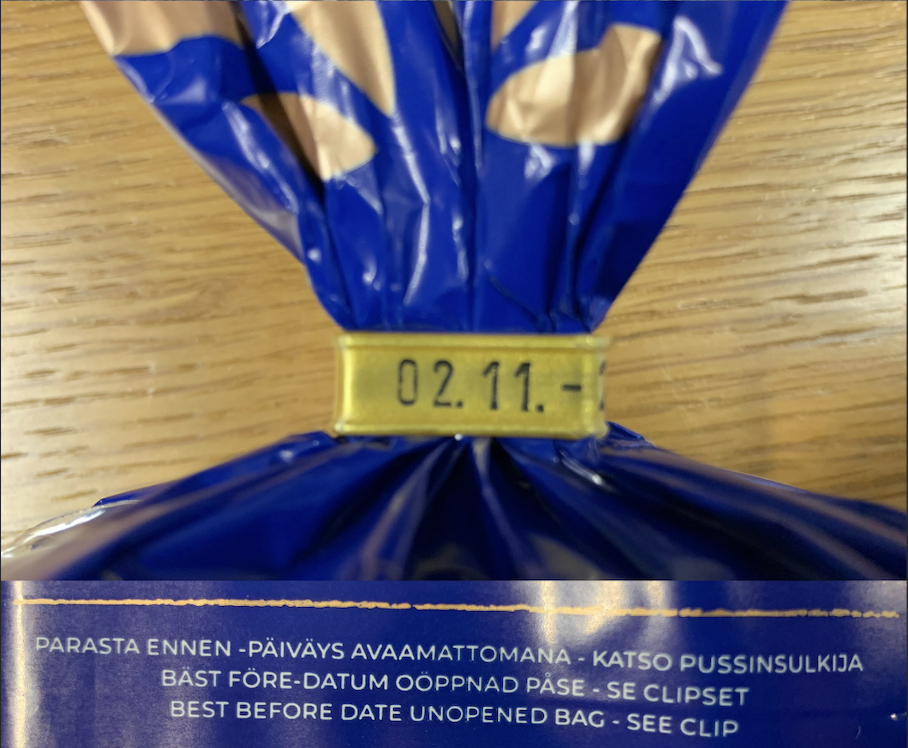 02.11.-
PARASTA ENNEN -PÄIVÄYS AVAAMATTOMANA - KATSO PUSSINSULKIJA
BÄST FÖRE-DATUM OÖPPNAD PÅSE - SE CLIPSET
BEST BEFORE DATE UNOPENED BAG - SEE CLIP